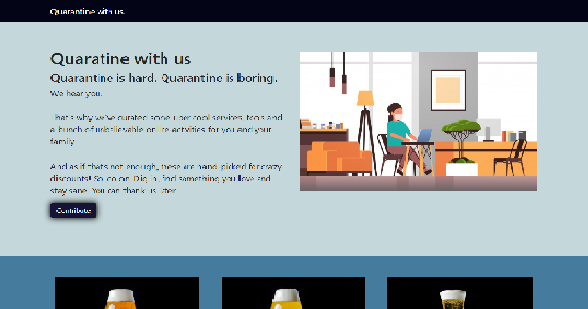 Quarantine with us.
Quaratine with us
Quarantine is hard. Quarantine is boring.
We hear you.
That's why we've curated some uber cool services, tools and
a bunch of unbelievable online activities for you and your
family.
And as if that's not enough, these are hand-picked for crazy
discounts! So, go on. Dig in, find something you love and
stay sane. You can thank us later.
Contribute